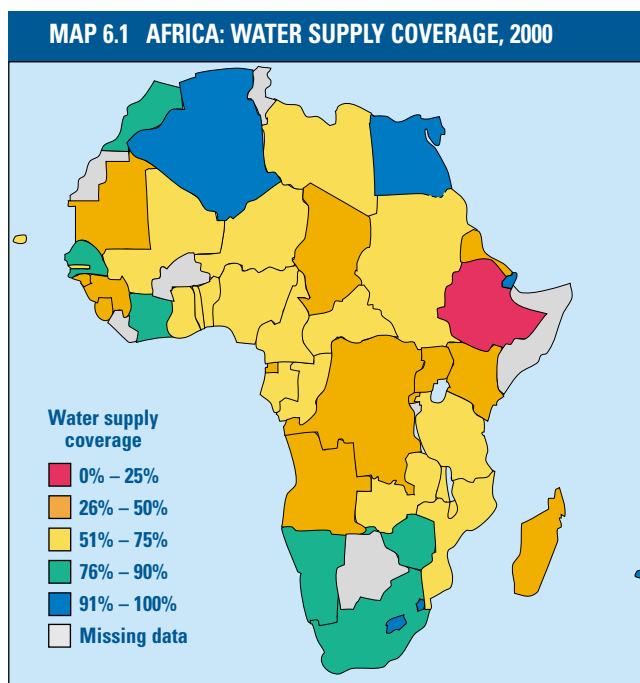 MAP 6.1 AFRICA: WATER SUPPLY COVERAGE, 2000
Water supply
coverage
0% – 25%
26% – 50%
51% – 75%
76% – 90%
91% – 100%
Missing data